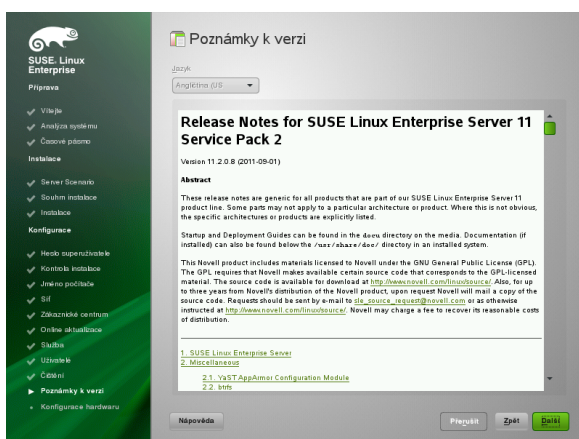 SUSE Linux
Enterprise
Příprava
Vítejte
Analýza systému
Časové pásmo
Instalace
Server Scenario
Souhrn instalace
Instalace
Konfigurace
Heslo superuživatele
Kontrola instalace
Jméno počítače
Síť
Zákaznické centrum
Online aktualizace
Služba
Uživatelé
Čištění
Poznámky k verzi
Konfigurace hardwaru
Poznámky k verzi
Jazyk
Angličtina (US
Release Notes for SUSE Linux Enterprise Server 11
Service Pack 2
Version 11.2.0.8 (2011-09-01)
Abstract
These release notes are generic for all products that are part of our SUSE Linux Enterprise Server 11
product line. Some parts may not apply to a particular architecture or product. Where this is not obvious,
the specific architectures or products are explicitly listed.
Startup and Deployment Guides can be found in the docu directory on the media. Documentation (if
installed) can also be found below the /usr/share/doc/ directory in an installed system.
This Novell product includes materials licensed to Novell under the GNU General Public License (GPL).
The GPL requires that Novell makes available certain source code that corresponds to the GPL-licensed
material. The source code is available for download at http://www.novell.com/linux/source/. Also, for up
to three years from Novell's distribution of the Novell product, upon request Novell will mail a copy of the
source code. Requests should be sent by e-mail to sle_source_request@novell.com or as otherwise
instructed at http://www.novell.com/linux/source/. Novell may charge a fee to recover its reasonable costs
of distribution.
1. SUSE Linux Enterprise Server
2. Miscellaneous
2.1. YaST AppArmor Configuration Module
2.2. btrfs
Nápověda
Přerušit
Zpět
Další